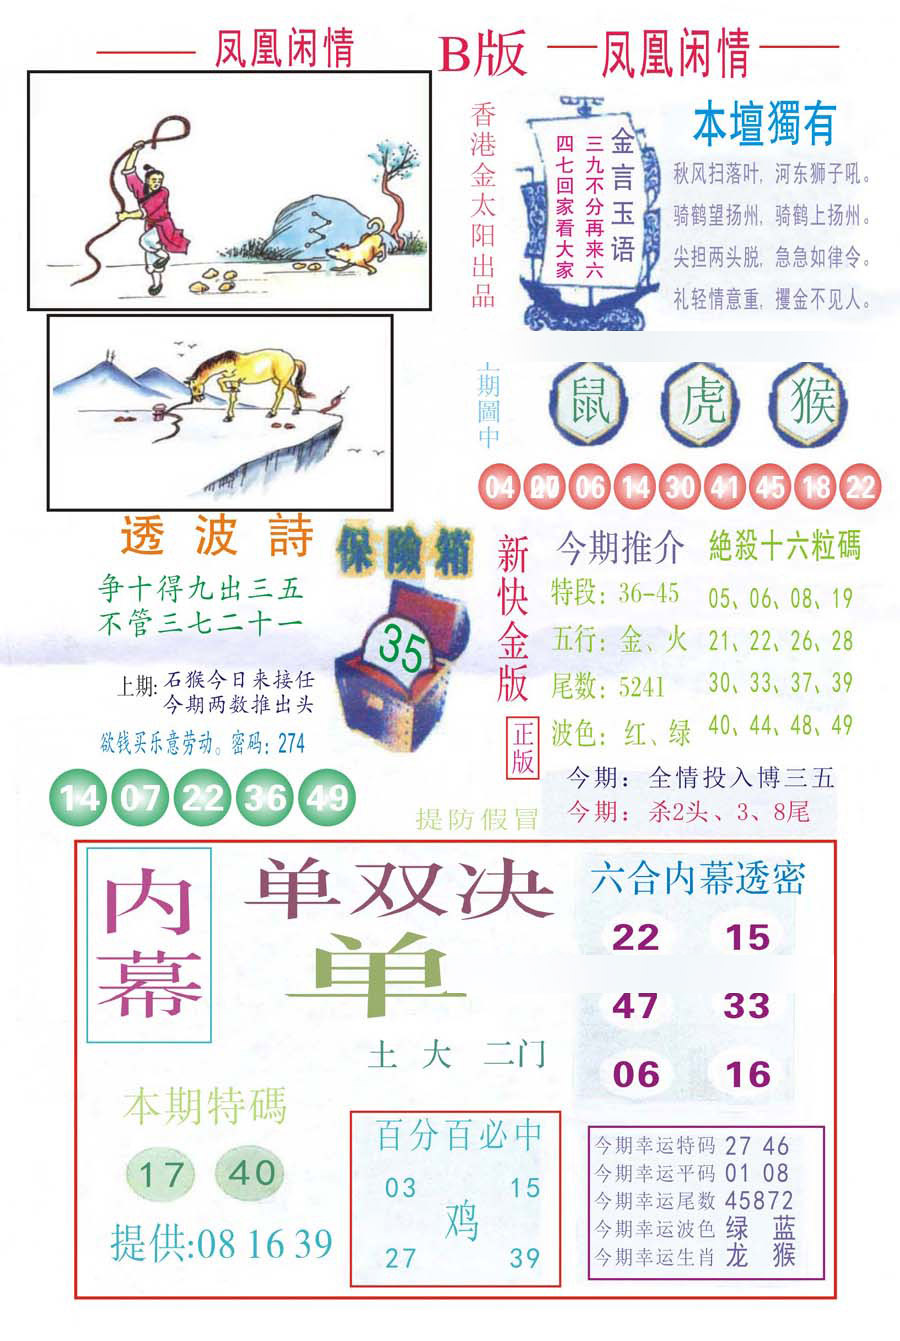 凤凰闲情
B版
凤凰闲情
香港金太阳出品
金言玉语
三九不分再来六
四七回家看大家
本壇獨有
秋风扫落叶, 河东狮子吼。
骑鹤望扬州, 骑鹤上扬州。
尖担两头脱, 急急如律令。
礼轻情意重, 攫金不见人。
上期圖中
鼠 虎 猴
04 06 14 30 41 45 18 22
透波詩
争十得九出三五
不管三七二十一
上期: 石猴今日来接任
今期两数推出头
欲钱买乐意劳动。密码: 274
14 07 22 36 49
保險箱
35
新快金版
正版
今期推介
特段: 36-45
五行: 金、火
尾数: 5241
波色: 红、绿
絶殺十六粒碼
05、06、08、19
21、22、26、28
30、33、37、39
40、44、48、49
今期: 全情投入博三五
今期: 杀2头、3、8尾
提防假冒
内幕
单双决
单
土 大 二门
六合内幕透密
22 15
47 33
06 16
本期特碼
17 40
提供:08 16 39
百分百必中
03 15
鸡
27 39
今期幸运特码 27 46
今期幸运平码 01 08
今期幸运尾数 45872
今期幸运波色 绿 蓝
今期幸运生肖 龙 猴